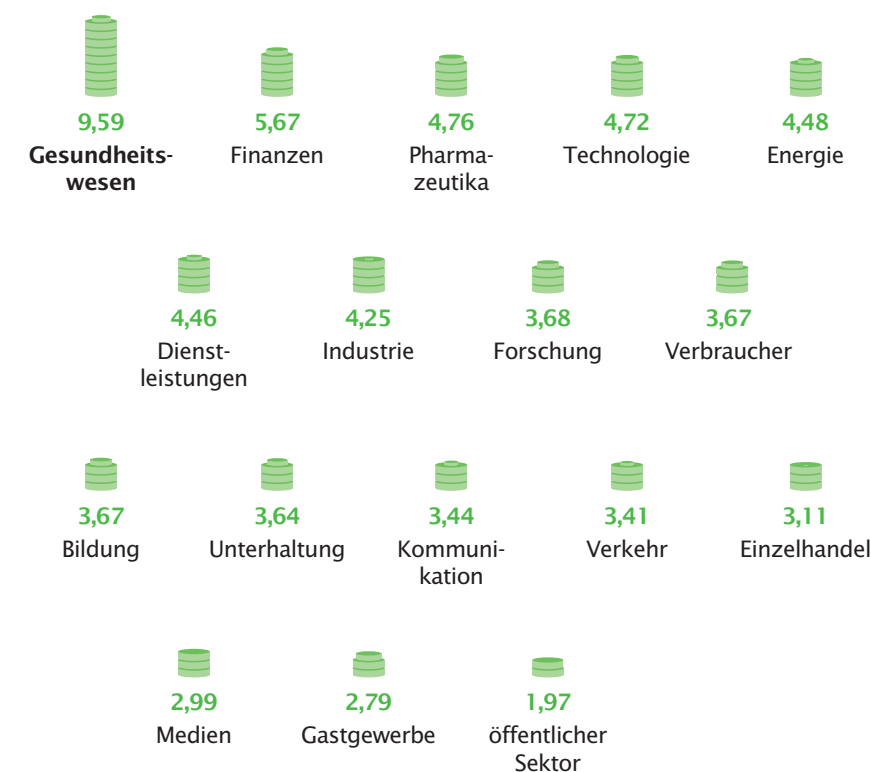 9,59 5,67 4,76 4,72 4,48
Gesundheits- Finanzen Pharma- Technologie Energie
wesen zeutika
4,46 4,25 3,68 3,67
Dienst- Industrie Forschung Verbraucher
leistungen
3,67 3,64 3,44 3,41 3,11
Bildung Unterhaltung Kommuni- Verkehr Einzelhandel
kation
2,99 2,79 1,97
Medien Gastgewerbe öffentlicher
Sektor